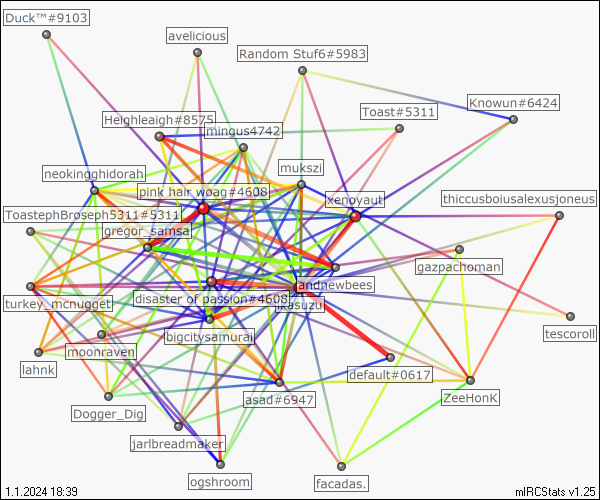 Duck™#9103
avelicious
Random Stuf6#5983
Knowun#6424
Toast#5311
Heighleaigh#8575
mingus4742
mukszi
neokingghidorah
pink hair woag#4608
xenoyaut
thiccusboiusalexusjoneus
ToastephBroseph5311#5311
[gregor_samsa]
gazpachoman
andnewbees
turkey_mcnugget
disaster of passion#4608
ikasuzu
tescoroll
bigcitysamurai
moonraven
lahnk
default#0617
ZeeHonK
Dogger_Dig
asad#6947
jarlbreadmaker
ogshroom
facadas.
1.1.2024 18:39
mIRCStats v1.25